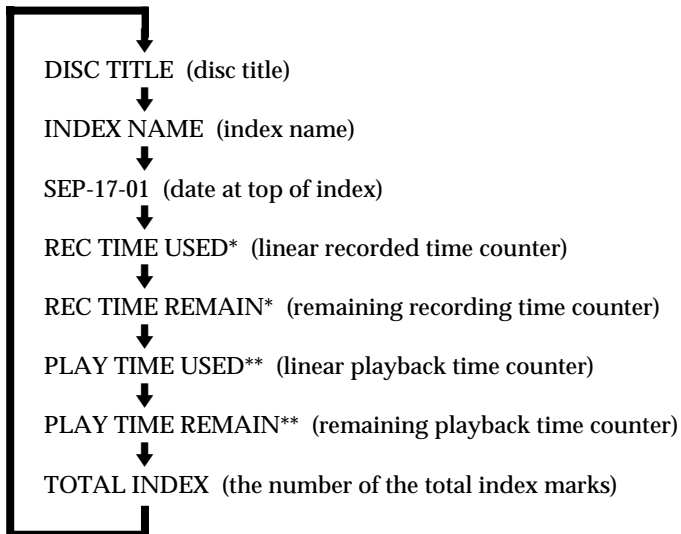 DISC TITLE (disc title)
INDEX NAME (index name)
SEP-17-01 (date at top of index)
REC TIME USED* (linear recorded time counter)
REC TIME REMAIN* (remaining recording time counter)
PLAY TIME USED** (linear playback time counter)
PLAY TIME REMAIN** (remaining playback time counter)
TOTAL INDEX (the number of the total index marks)